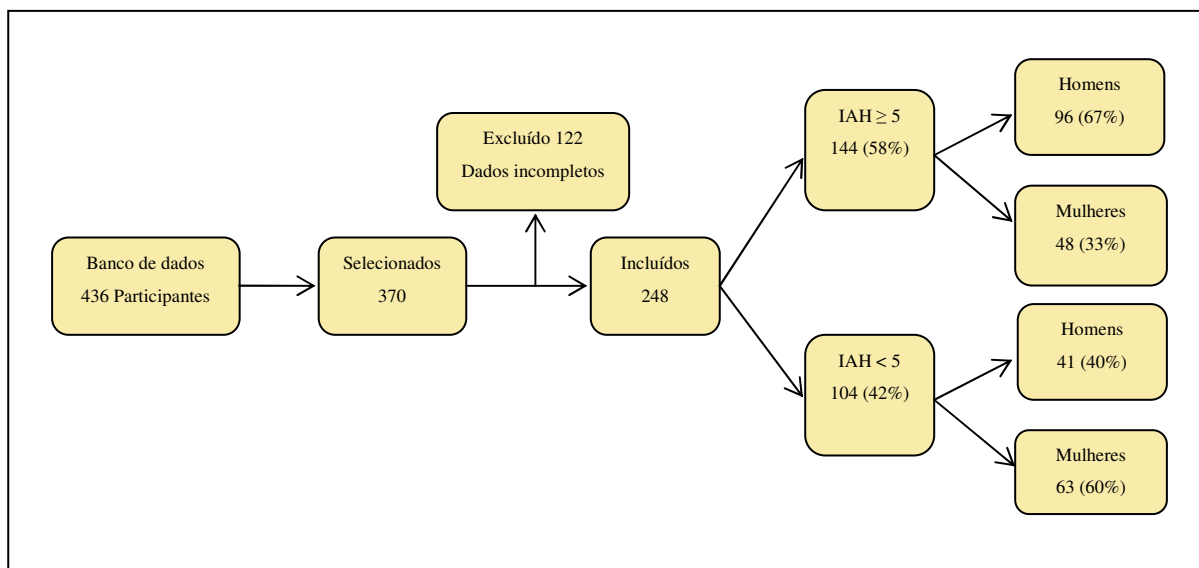 Banco de dados
436 Participantes
Selecionados
370
Excluído 122
Dados incompletos
Incluídos
248
IAH ≥ 5
144 (58%)
Homens
96 (67%)
Mulheres
48 (33%)
IAH < 5
104 (42%)
Homens
41 (40%)
Mulheres
63 (60%)